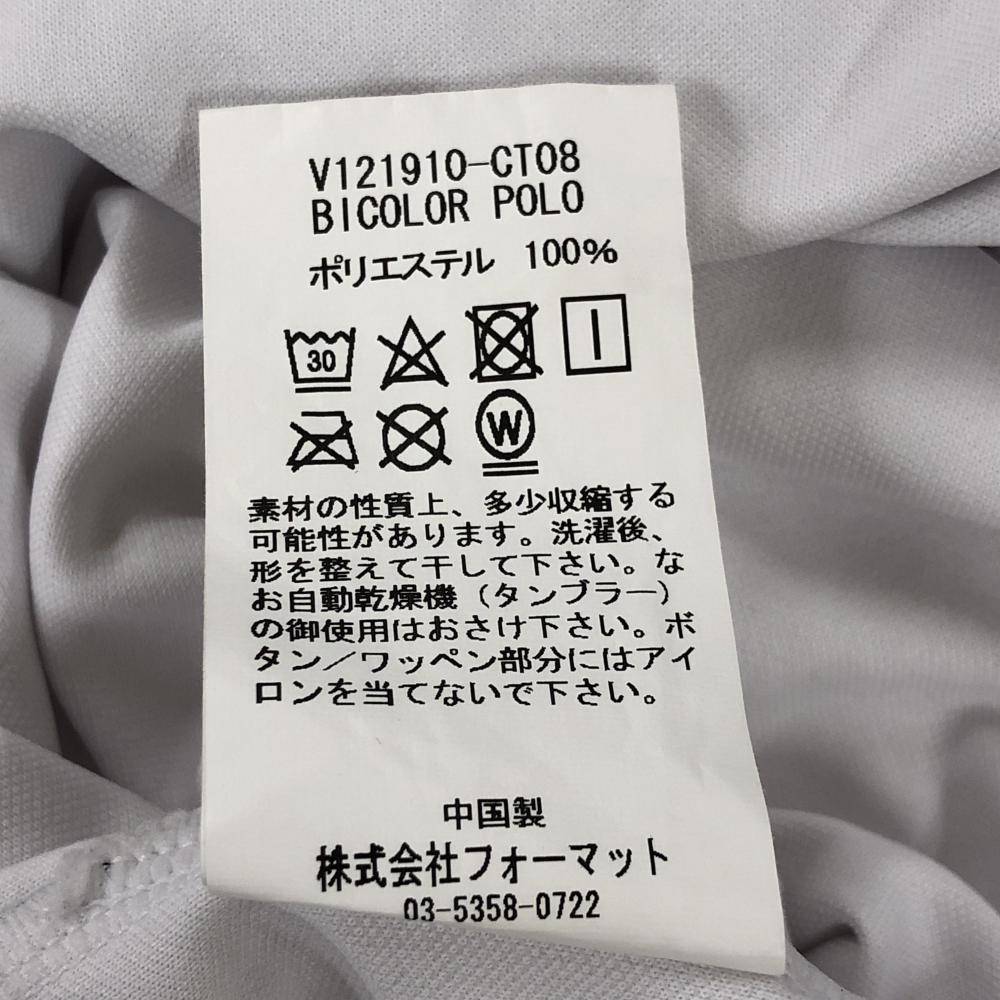 V121910-CT08
BICOLOR POLO
ポリエステル 100%
30
W
素材の性質上、多少収縮する
可能性があります。洗濯後、
形を整えて干して下さい。な
お自動乾燥機（タンブラー）
の御使用はおさけ下さい。ボ
タン／ワッペン部分にはアイ
ロンを当てないで下さい。
中国製
株式会社フォーマット
03-5358-0722